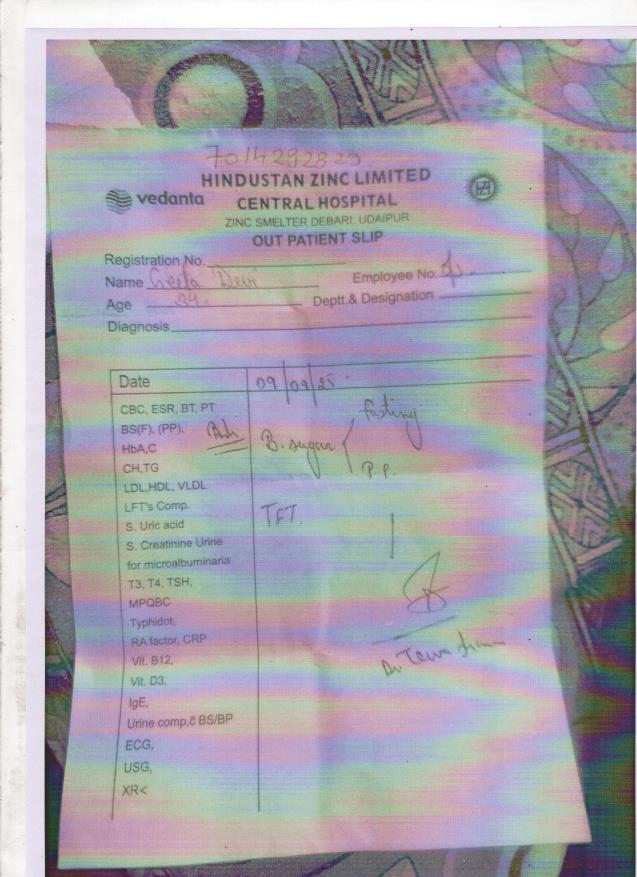 7014292829
HINDUSTAN ZINC LIMITED
vedanta CENTRAL HOSPITAL
ZINC SMELTER DEBARI, UDAIPUR
OUT PATIENT SLIP
Registration No.
Name Geeta Devi Employee No.
Age Deptt.& Designation
Diagnosis
Date 09/09/25
CBC, ESR, BT, PT
BS(F), (PP), fasting
HbA,C B. sugar
CH,TG P.P.
LDL,HDL, VLDL
LFT's Comp.
S. Uric acid TFT.
S. Creatinine Urine
for microalbuminaria
T3, T4, TSH,
MPQBC
Typhidot,
RA factor, CRP
Vit. B12, Dr
Vit. D3,
IgE,
Urine comp,č BS/BP
ECG,
USG,
XR<